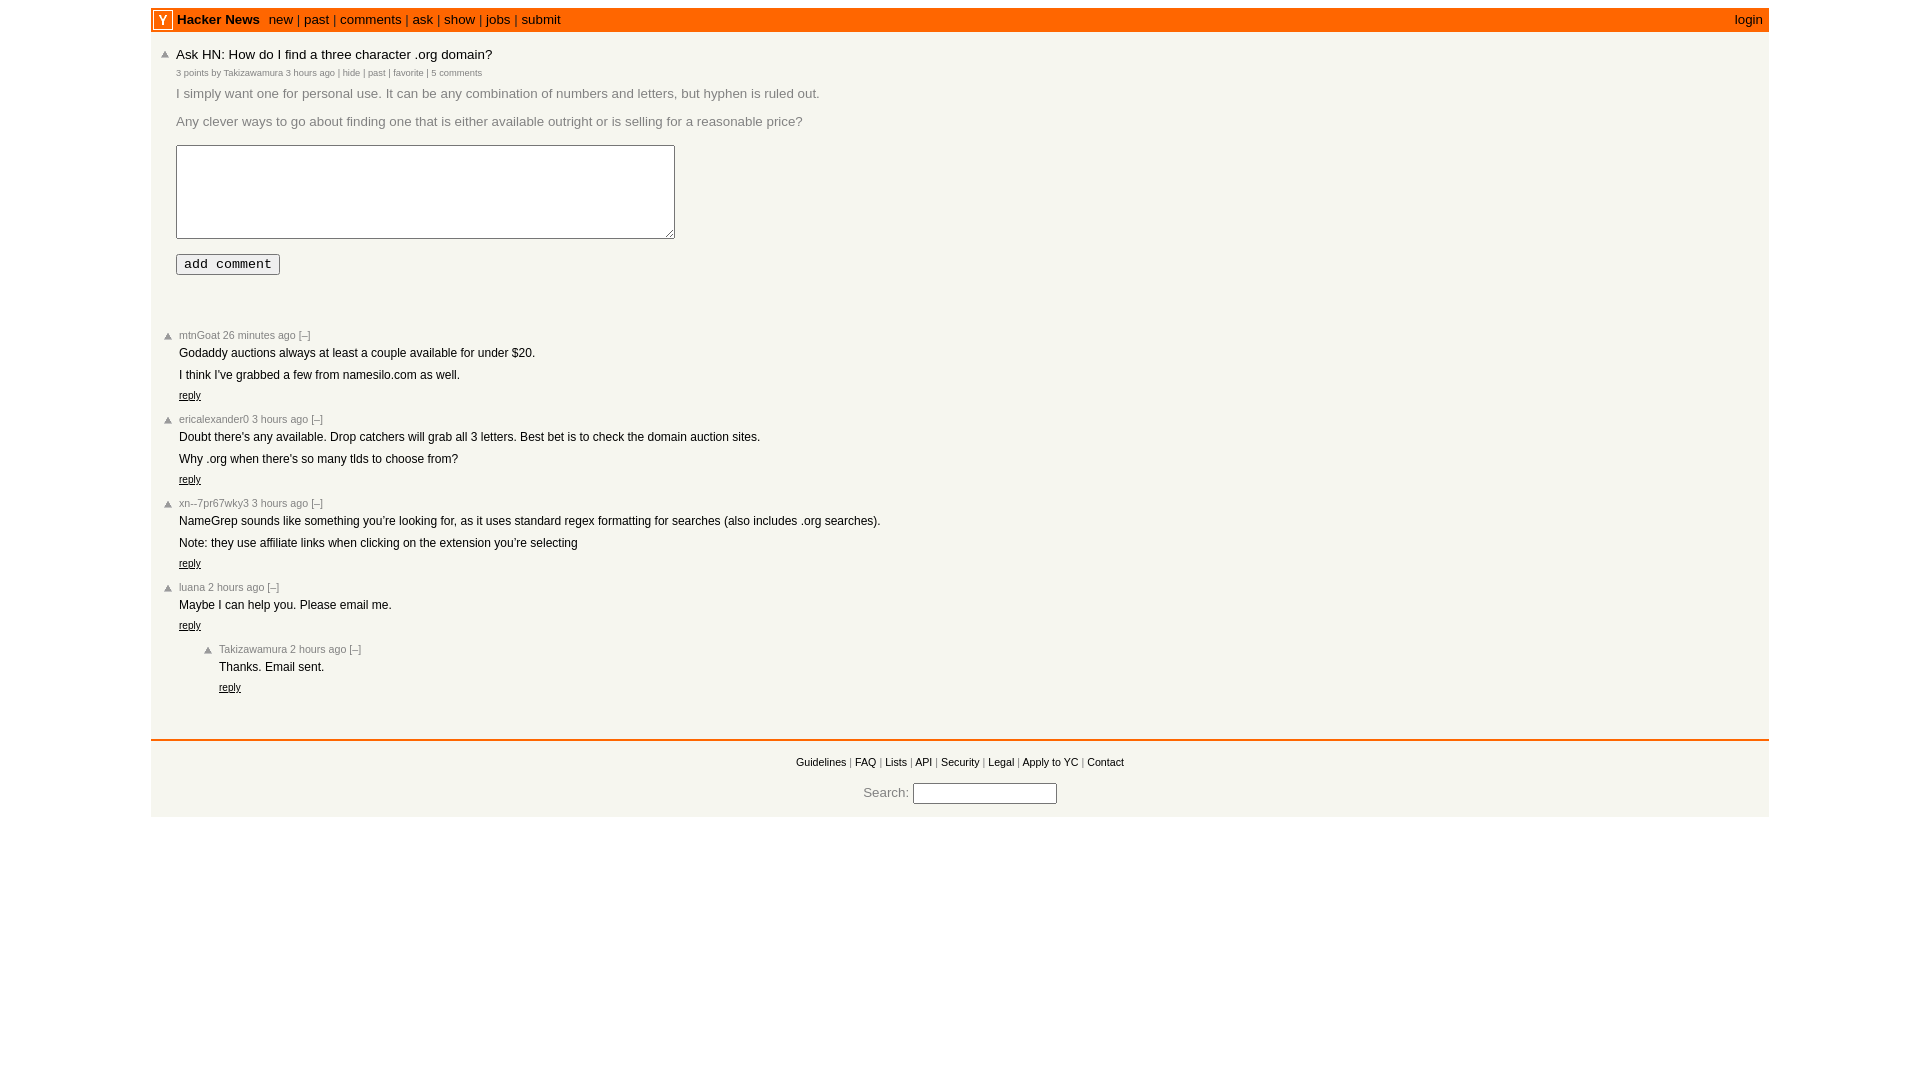 Y Hacker News new | past | comments | ask | show | jobs | submit login
Ask HN: How do I find a three character .org domain?
3 points by Takizawamura 3 hours ago | hide | past | favorite | 5 comments
I simply want one for personal use. It can be any combination of numbers and letters, but hyphen is ruled out.
Any clever ways to go about finding one that is either available outright or is selling for a reasonable price?
add comment
mtnGoat 26 minutes ago [–]
Godaddy auctions always at least a couple available for under $20.
I think I've grabbed a few from namesilo.com as well.
reply
ericalexander0 3 hours ago [–]
Doubt there's any available. Drop catchers will grab all 3 letters. Best bet is to check the domain auction sites.
Why .org when there's so many tlds to choose from?
reply
xn--7pr67wky3 3 hours ago [–]
NameGrep sounds like something you’re looking for, as it uses standard regex formatting for searches (also includes .org searches).
Note: they use affiliate links when clicking on the extension you’re selecting
reply
luana 2 hours ago [–]
Maybe I can help you. Please email me.
reply
Takizawamura 2 hours ago [–]
Thanks. Email sent.
reply
Guidelines | FAQ | Lists | API | Security | Legal | Apply to YC | Contact
Search: